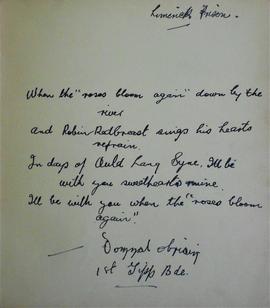 Limerick Prison.
When the "roses bloom again" down by the
river
and Robin Redbreast sings his hearts
refrain.
In days of Auld Lang Syne, I'll be
with you sweetheart mine.
I'll be with you when the "roses bloom
again".
1st Tipp Bde.